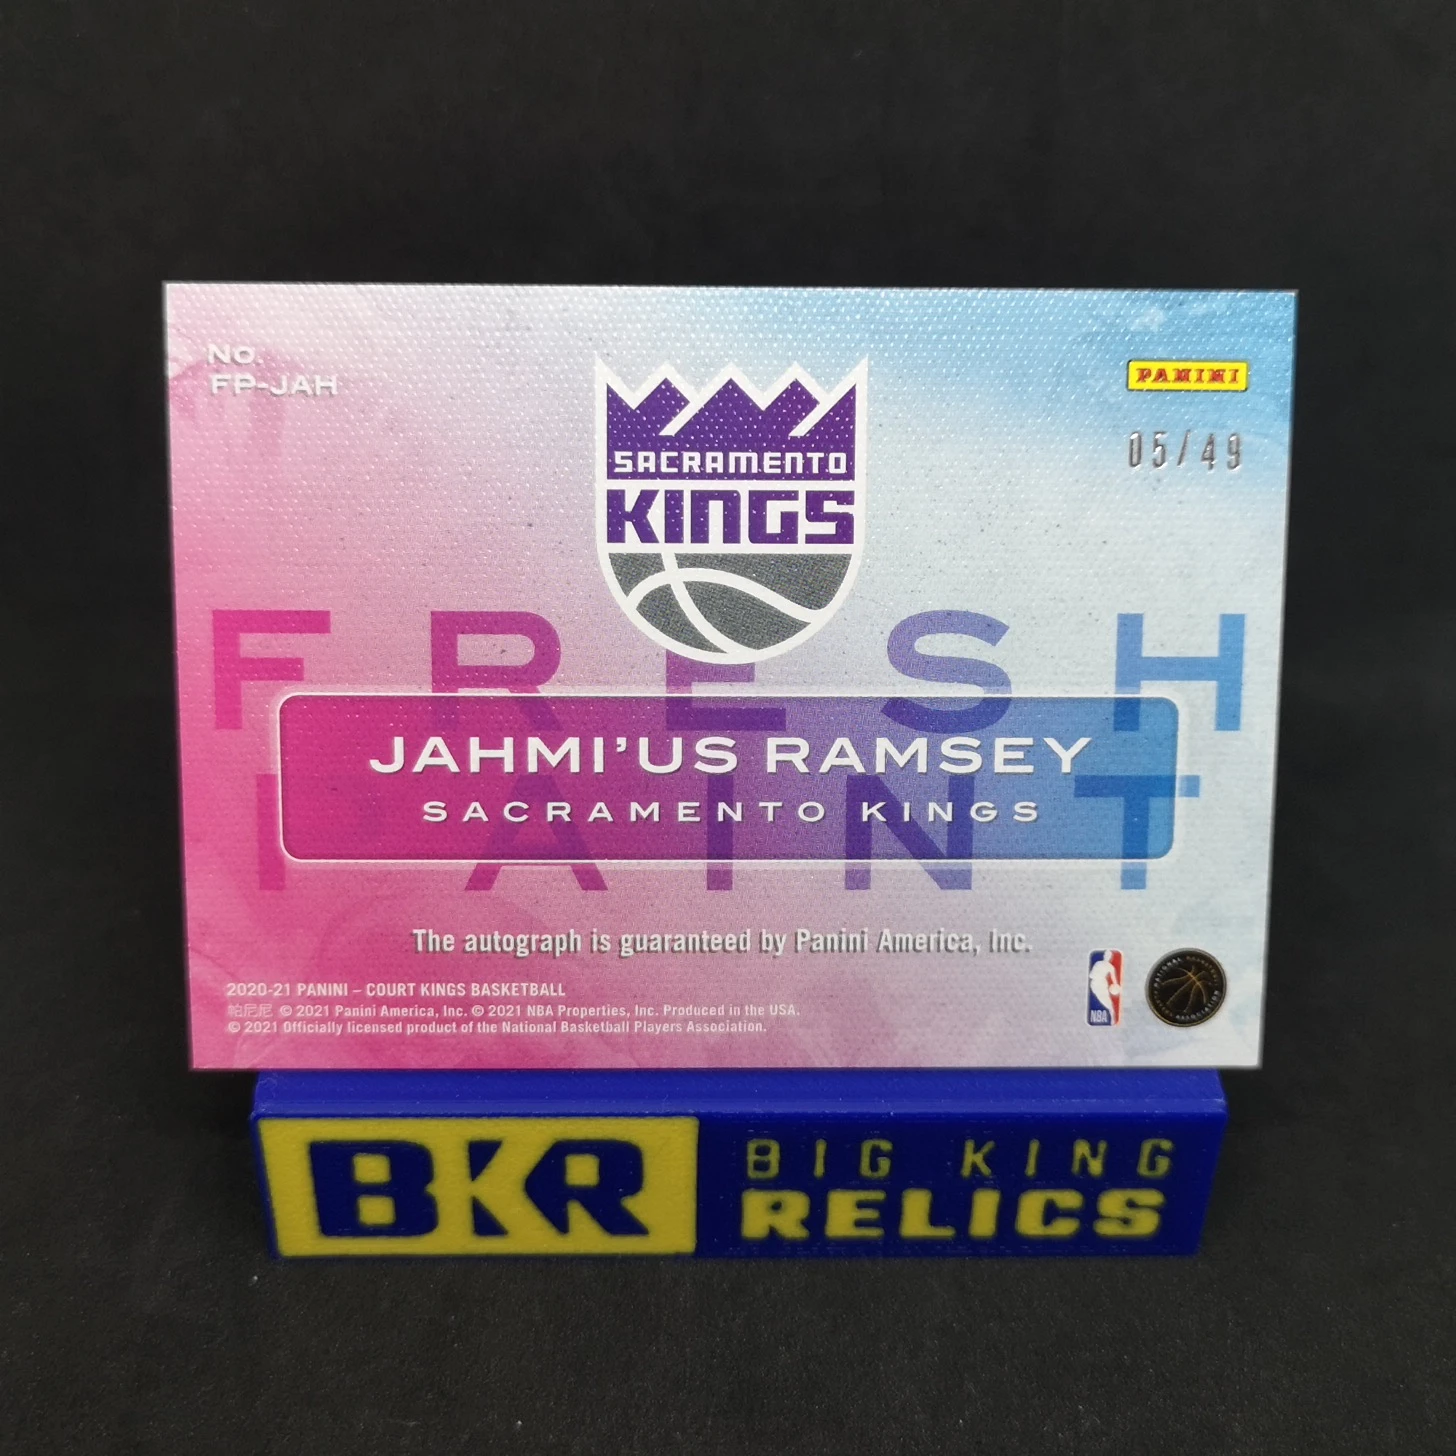 No.
FP-JAH
PANINI
05/49
SACRAMENTO
KINGS
FRESH
PAINT
JAHMI'US RAMSEY
SACRAMENTO KINGS
The autograph is guaranteed by Panini America, Inc.
2020-21 PANINI – COURT KINGS BASKETBALL
帕尼尼 © 2021 Panini America, Inc. © 2021 NBA Properties, Inc. Produced in the USA.
© 2021 Officially licensed product of the National Basketball Players Association.
NBA
BKR
BIG KING
RELICS